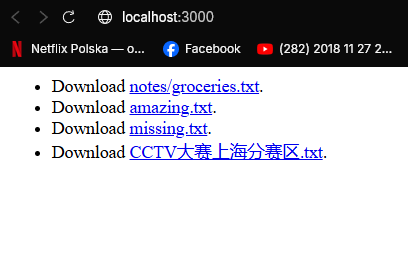 localhost:3000
Netflix Polska — o... Facebook (282) 2018 11 27 2...
Download notes/groceries.txt.
Download amazing.txt.
Download missing.txt.
Download CCTV大赛上海分赛区.txt.